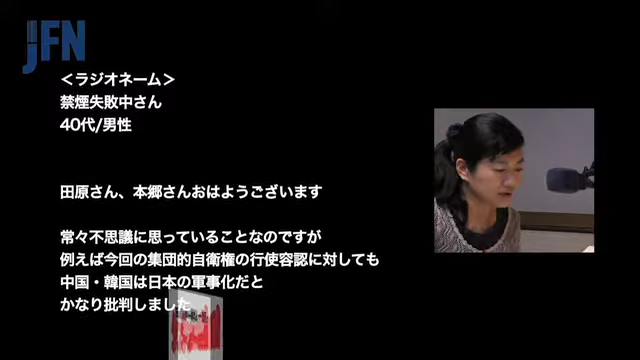 JFN
＜ラジオネーム＞
禁煙失敗中さん
40代/男性
田原さん、本郷さんおはようございます
常々不思議に思っていることなのですが
例えば今回の集団的自衛権の行使容認に対しても
中国・韓国は日本の軍事化だと
かなり批判しました